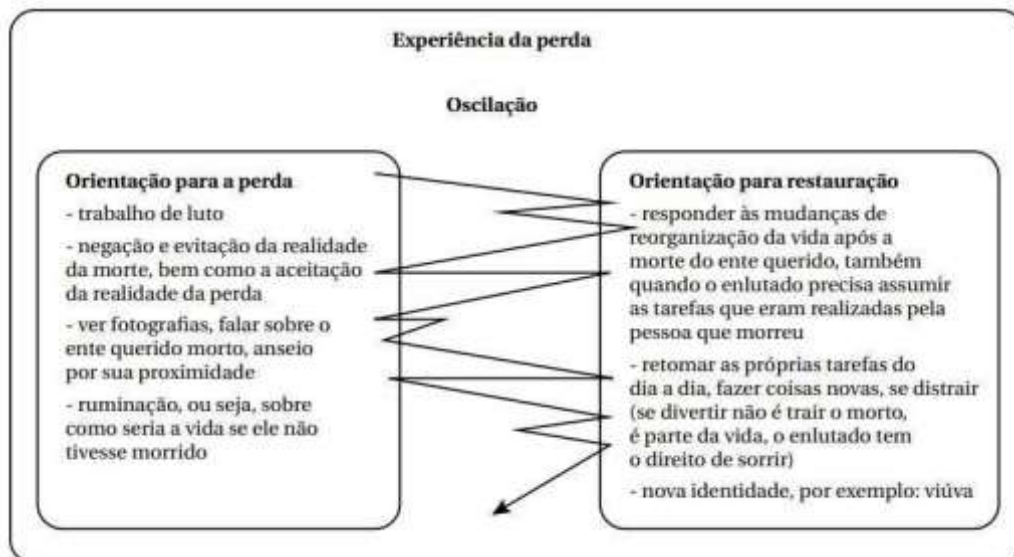 Experiência da perda
Oscilação
Orientação para a perda
- trabalho de luto
- negação e evitação da realidade
da morte, bem como a aceitação
da realidade da perda
- ver fotografias, falar sobre o
ente querido morto, anseio
por sua proximidade
- ruminação, ou seja, sobre
como seria a vida se ele não
tivesse morrido
Orientação para restauração
- responder às mudanças de
reorganização da vida após a
morte do ente querido, também
quando o enlutado precisa assumir
as tarefas que eram realizadas pela
pessoa que morreu
- retomar as próprias tarefas do
dia a dia, fazer coisas novas, se distrair
(se divertir não é trair o morto,
é parte da vida, o enlutado tem
o direito de sorrir)
- nova identidade, por exemplo: viúva